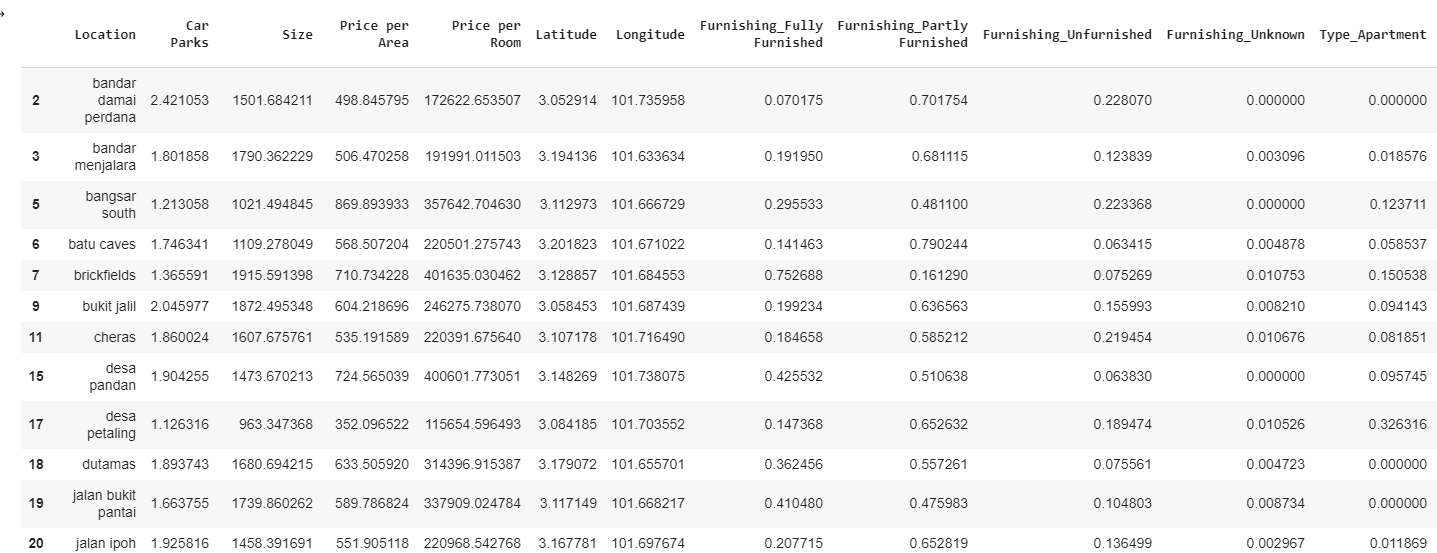 Location Car Parks Size Price per Area Price per Room Latitude Longitude Furnishing_Fully Furnished Furnishing_Partly Furnished Furnishing_Unfurnished Furnishing_Unknown Type_Apartment
2 bandar damai perdana 2.421053 1501.684211 498.845795 172622.653507 3.052914 101.735958 0.070175 0.701754 0.228070 0.000000 0.000000
3 bandar menjalara 1.801858 1790.362229 506.470258 191991.011503 3.194136 101.633634 0.191950 0.681115 0.123839 0.003096 0.018576
5 bangsar south 1.213058 1021.494845 869.893933 357642.704630 3.112973 101.666729 0.295533 0.481100 0.223368 0.000000 0.123711
6 batu caves 1.746341 1109.278049 568.507204 220501.275743 3.201823 101.671022 0.141463 0.790244 0.063415 0.004878 0.058537
7 brickfields 1.365591 1915.591398 710.734228 401635.030462 3.128857 101.684553 0.752688 0.161290 0.075269 0.010753 0.150538
9 bukit jalil 2.045977 1872.495348 604.218696 246275.738070 3.058453 101.687439 0.199234 0.636563 0.155993 0.008210 0.094143
11 cheras 1.860024 1607.675761 535.191589 220391.675640 3.107178 101.716490 0.184658 0.585212 0.219454 0.010676 0.081851
15 desa pandan 1.904255 1473.670213 724.565039 400601.773051 3.148269 101.738075 0.425532 0.510638 0.063830 0.000000 0.095745
17 desa petaling 1.126316 963.347368 352.096522 115654.596493 3.084185 101.703552 0.147368 0.652632 0.189474 0.010526 0.326316
18 dutamas 1.893743 1680.694215 633.505920 314396.915387 3.179072 101.655701 0.362456 0.557261 0.075561 0.004723 0.000000
19 jalan bukit pantai 1.663755 1739.860262 589.786824 337909.024784 3.117149 101.668217 0.410480 0.475983 0.104803 0.008734 0.000000
20 jalan ipoh 1.925816 1458.391691 551.905118 220968.542768 3.167781 101.697674 0.207715 0.652819 0.136499 0.002967 0.011869